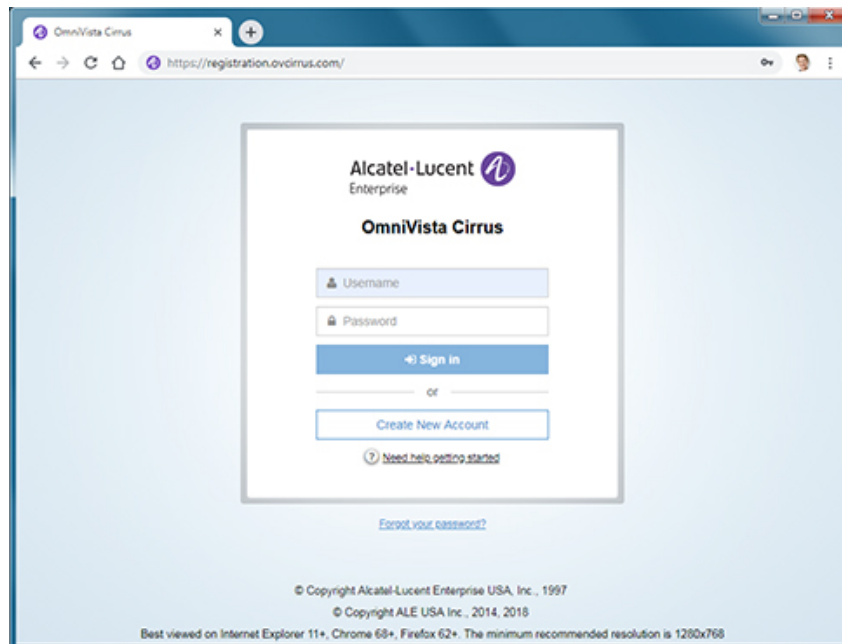 OmniVista Cirrus
https://registration.ovcirrus.com/
Alcatel·Lucent
Enterprise
OmniVista Cirrus
Username
Password
Sign in
or
Create New Account
? Need help getting started
Forgot your password?
© Copyright Alcatel-Lucent Enterprise USA, Inc., 1997
© Copyright ALE USA Inc., 2014, 2018
Best viewed on Internet Explorer 11+, Chrome 68+, Firefox 62+. The minimum recommended resolution is 1280x768